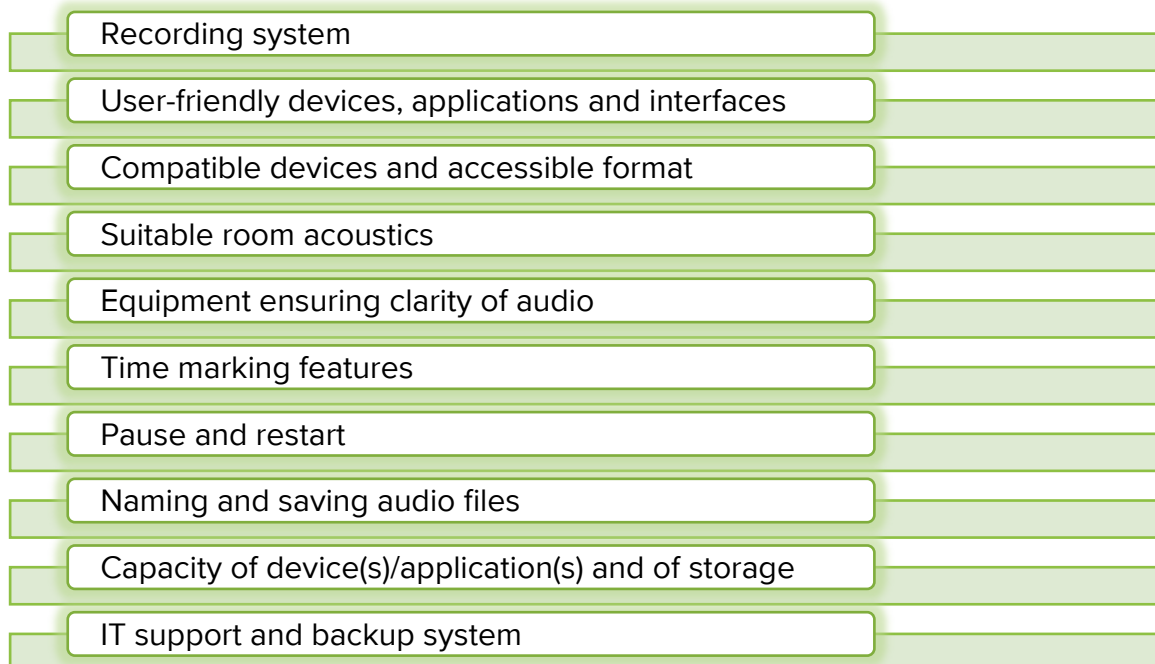 Recording system
User-friendly devices, applications and interfaces
Compatible devices and accessible format
Suitable room acoustics
Equipment ensuring clarity of audio
Time marking features
Pause and restart
Naming and saving audio files
Capacity of device(s)/application(s) and of storage
IT support and backup system